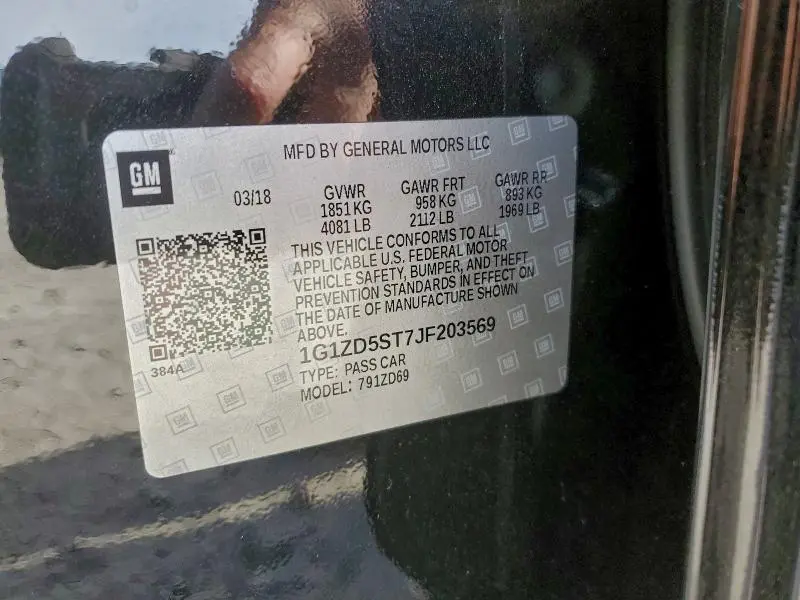 MFD BY GENERAL MOTORS LLC
GM
03/18 GVWR GAWR FRT GAWR RR
1851 KG 958 KG 893 KG
4081 LB 2112 LB 1969 LB
THIS VEHICLE CONFORMS TO ALL
APPLICABLE U.S. FEDERAL MOTOR
VEHICLE SAFETY, BUMPER, AND THEFT
PREVENTION STANDARDS IN EFFECT ON
THE DATE OF MANUFACTURE SHOWN
ABOVE.
1G1ZD5ST7JF203569
384A
TYPE: PASS CAR
MODEL: 791ZD69